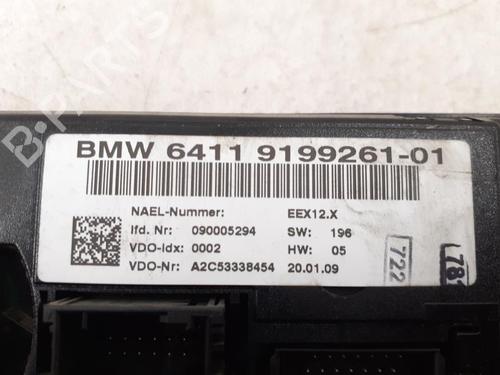 BMW 6411 9199261-01
NAEL-Nummer: EEX12.X
lfd. Nr: 090005294 SW: 196
VDO-Idx: 0002 HW: 05
VDO-Nr: A2C53338454 20.01.09
722
B-PARTS